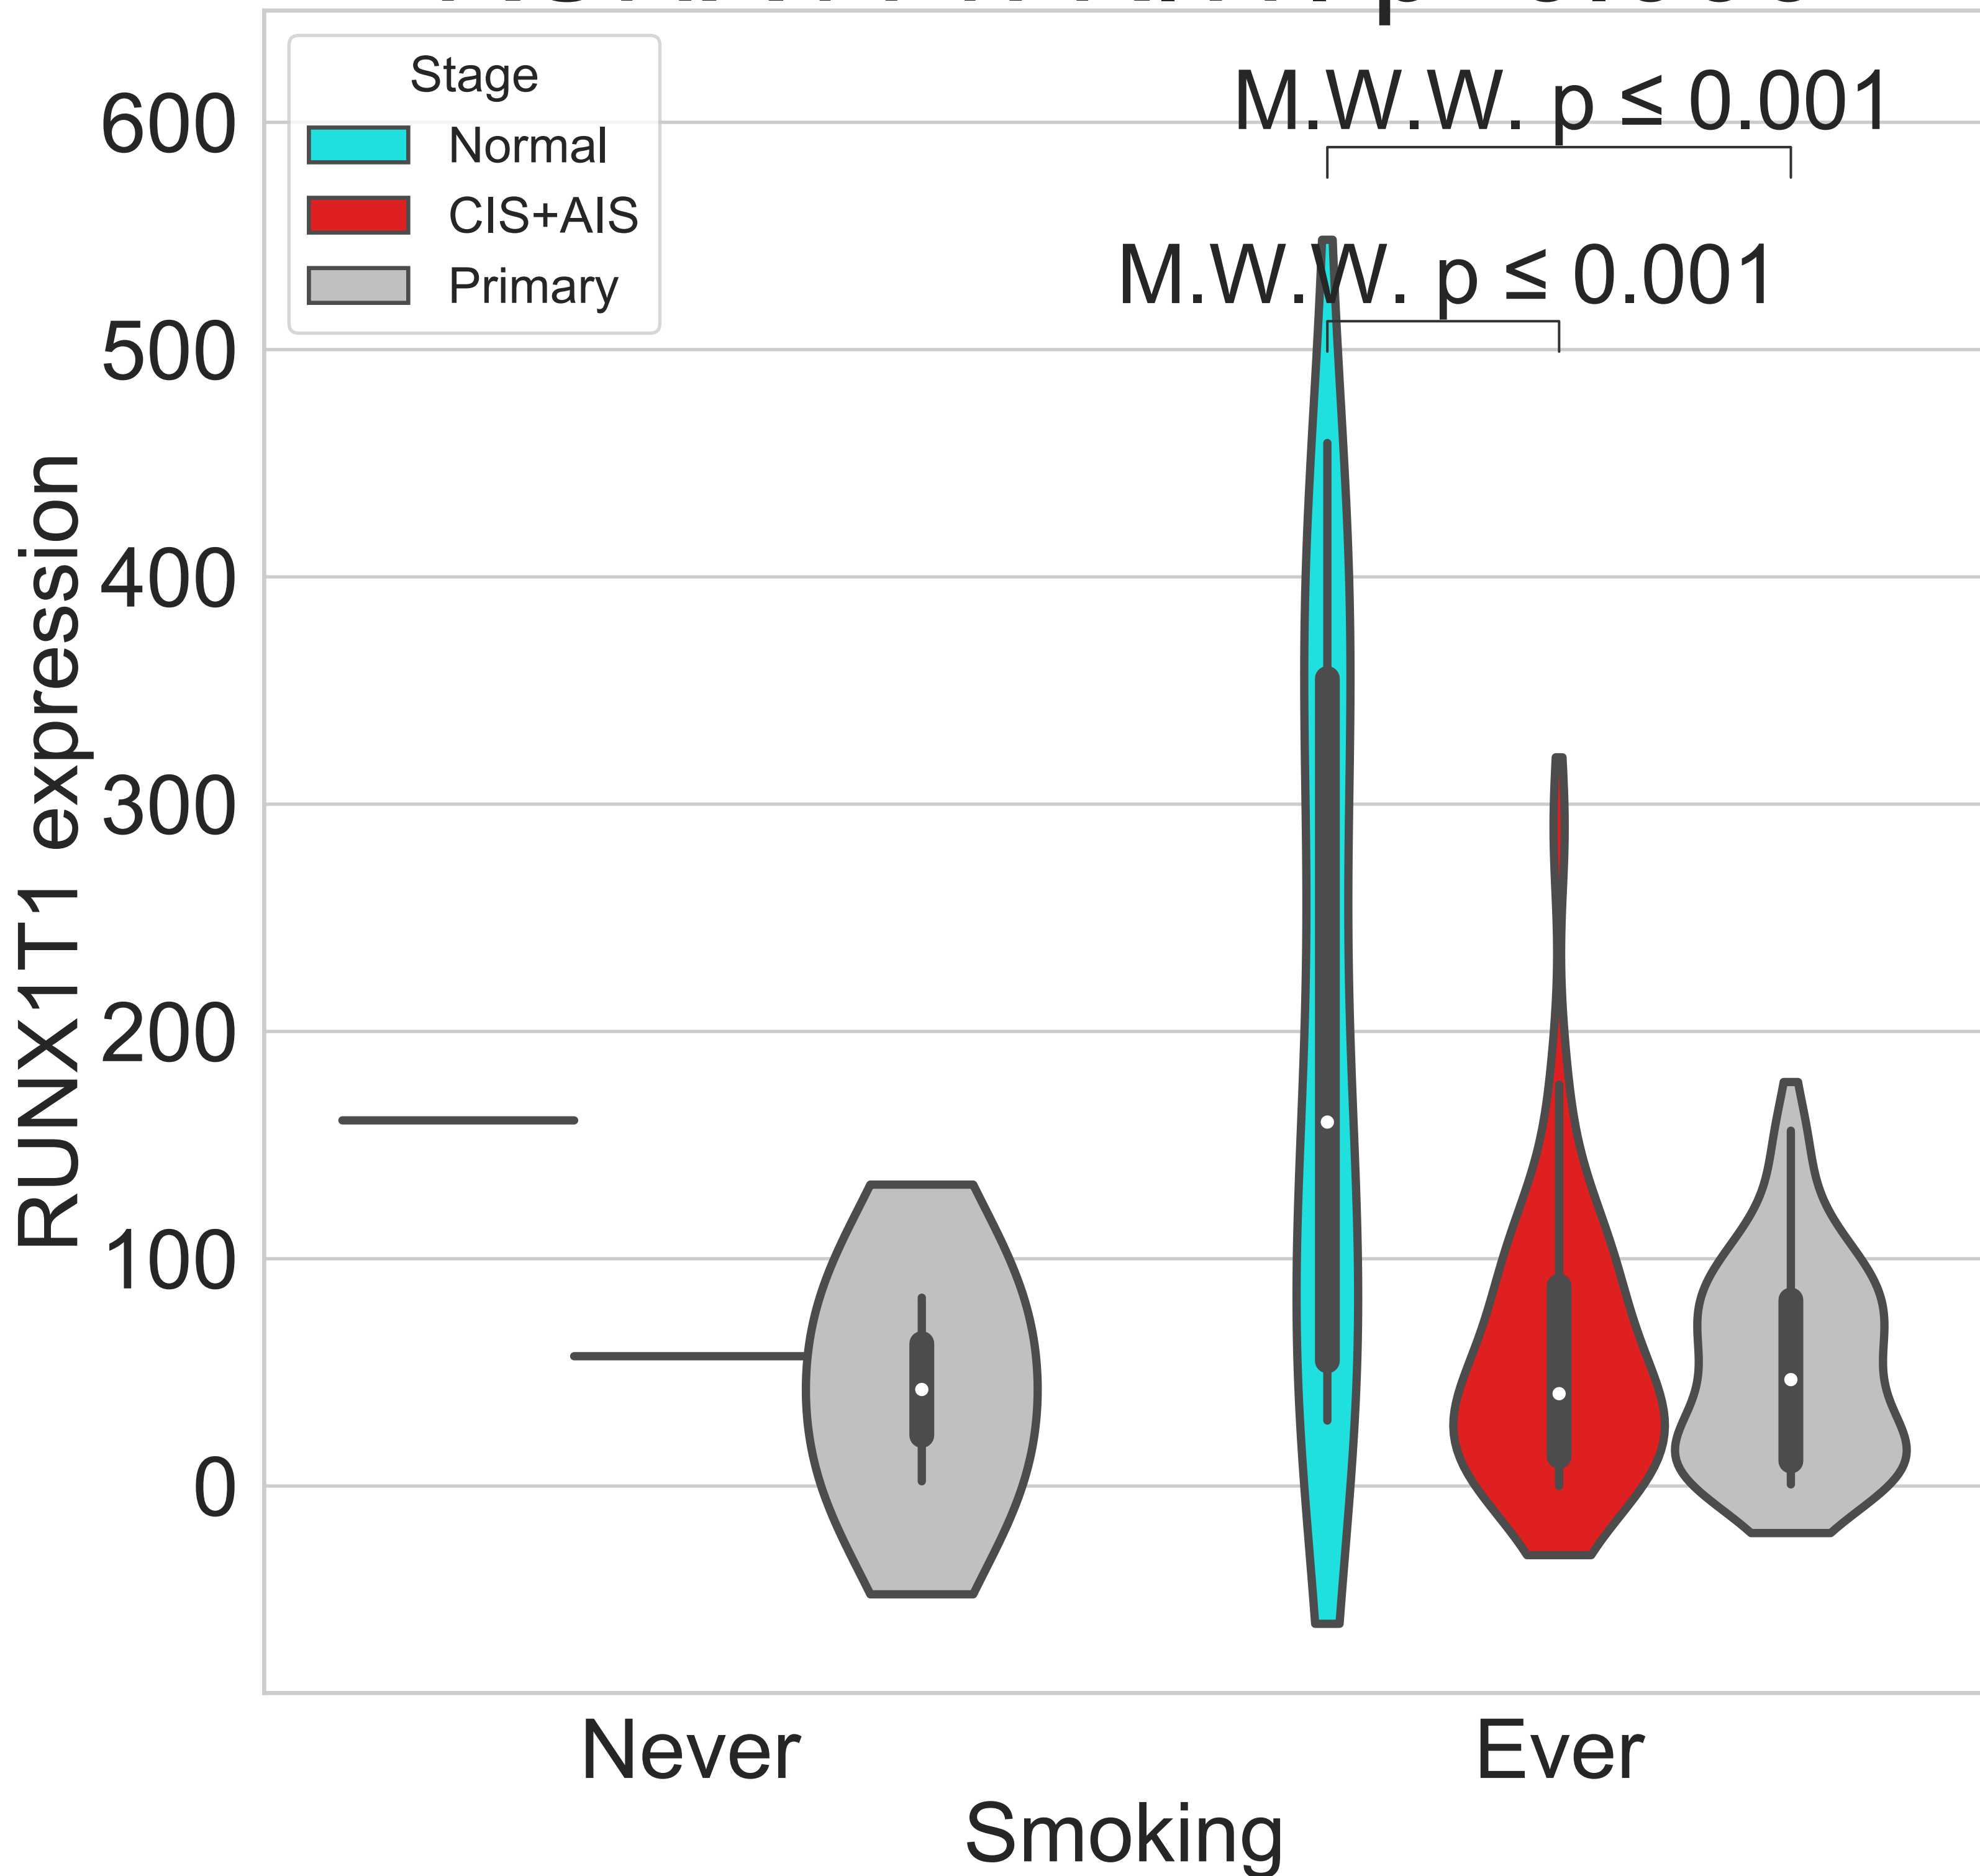 M.W.W. p ≤ 0.001
Stage
Normal
CIS+AIS
Primary
M.W.W. p ≤ 0.001
600
500
400
300
200
100
0
RUNX1T1 expression
Never
Ever
Smoking